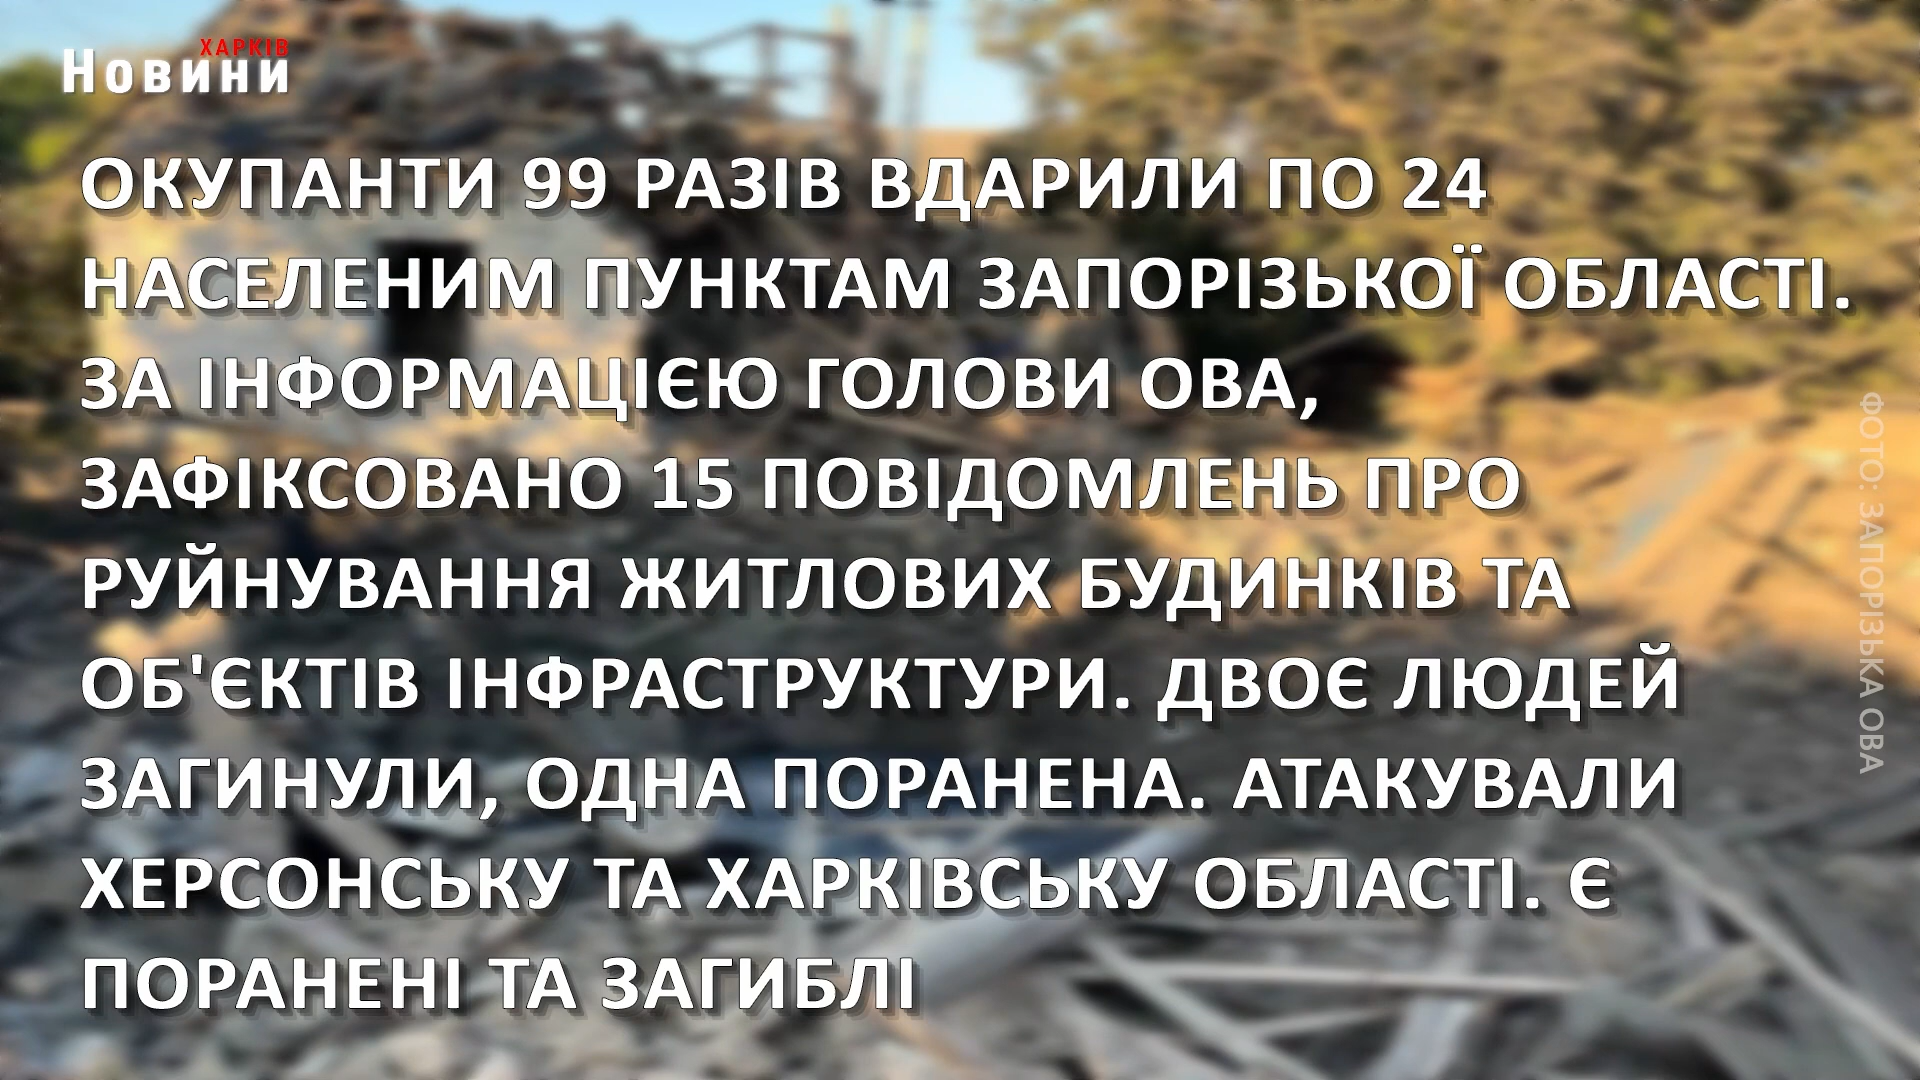 ХАРКІВ
Новини
ОКУПАНТИ 99 РАЗІВ ВДАРИЛИ ПО 24
НАСЕЛЕНИМ ПУНКТАМ ЗАПОРІЗЬКОЇ ОБЛАСТІ.
ЗА ІНФОРМАЦІЄЮ ГОЛОВИ ОВА,
ЗАФІКСОВАНО 15 ПОВІДОМЛЕНЬ ПРО
РУЙНУВАННЯ ЖИТЛОВИХ БУДИНКІВ ТА
ОБ'ЄКТІВ ІНФРАСТРУКТУРИ. ДВОЄ ЛЮДЕЙ
ЗАГИНУЛИ, ОДНА ПОРАНЕНА. АТАКУВАЛИ
ХЕРСОНСЬКУ ТА ХАРКІВСЬКУ ОБЛАСТІ. Є
ПОРАНЕНІ ТА ЗАГИБЛІ
ФОТО: ЗАПОРІЗЬКА ОВА